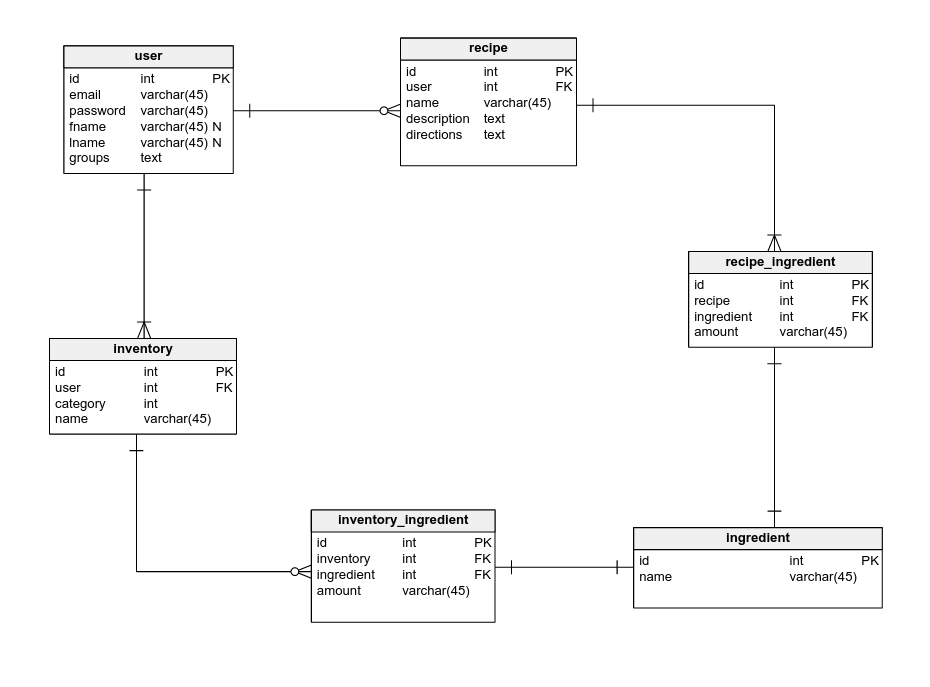 user
id int PK
email varchar(45)
password varchar(45)
fname varchar(45) N
lname varchar(45) N
groups text
recipe
id int PK
user int FK
name varchar(45)
description text
directions text
recipe_ingredient
id int PK
recipe int FK
ingredient int FK
amount varchar(45)
inventory
id int PK
user int FK
category int
name varchar(45)
inventory_ingredient
id int PK
inventory int FK
ingredient int FK
amount varchar(45)
ingredient
id int PK
name varchar(45)